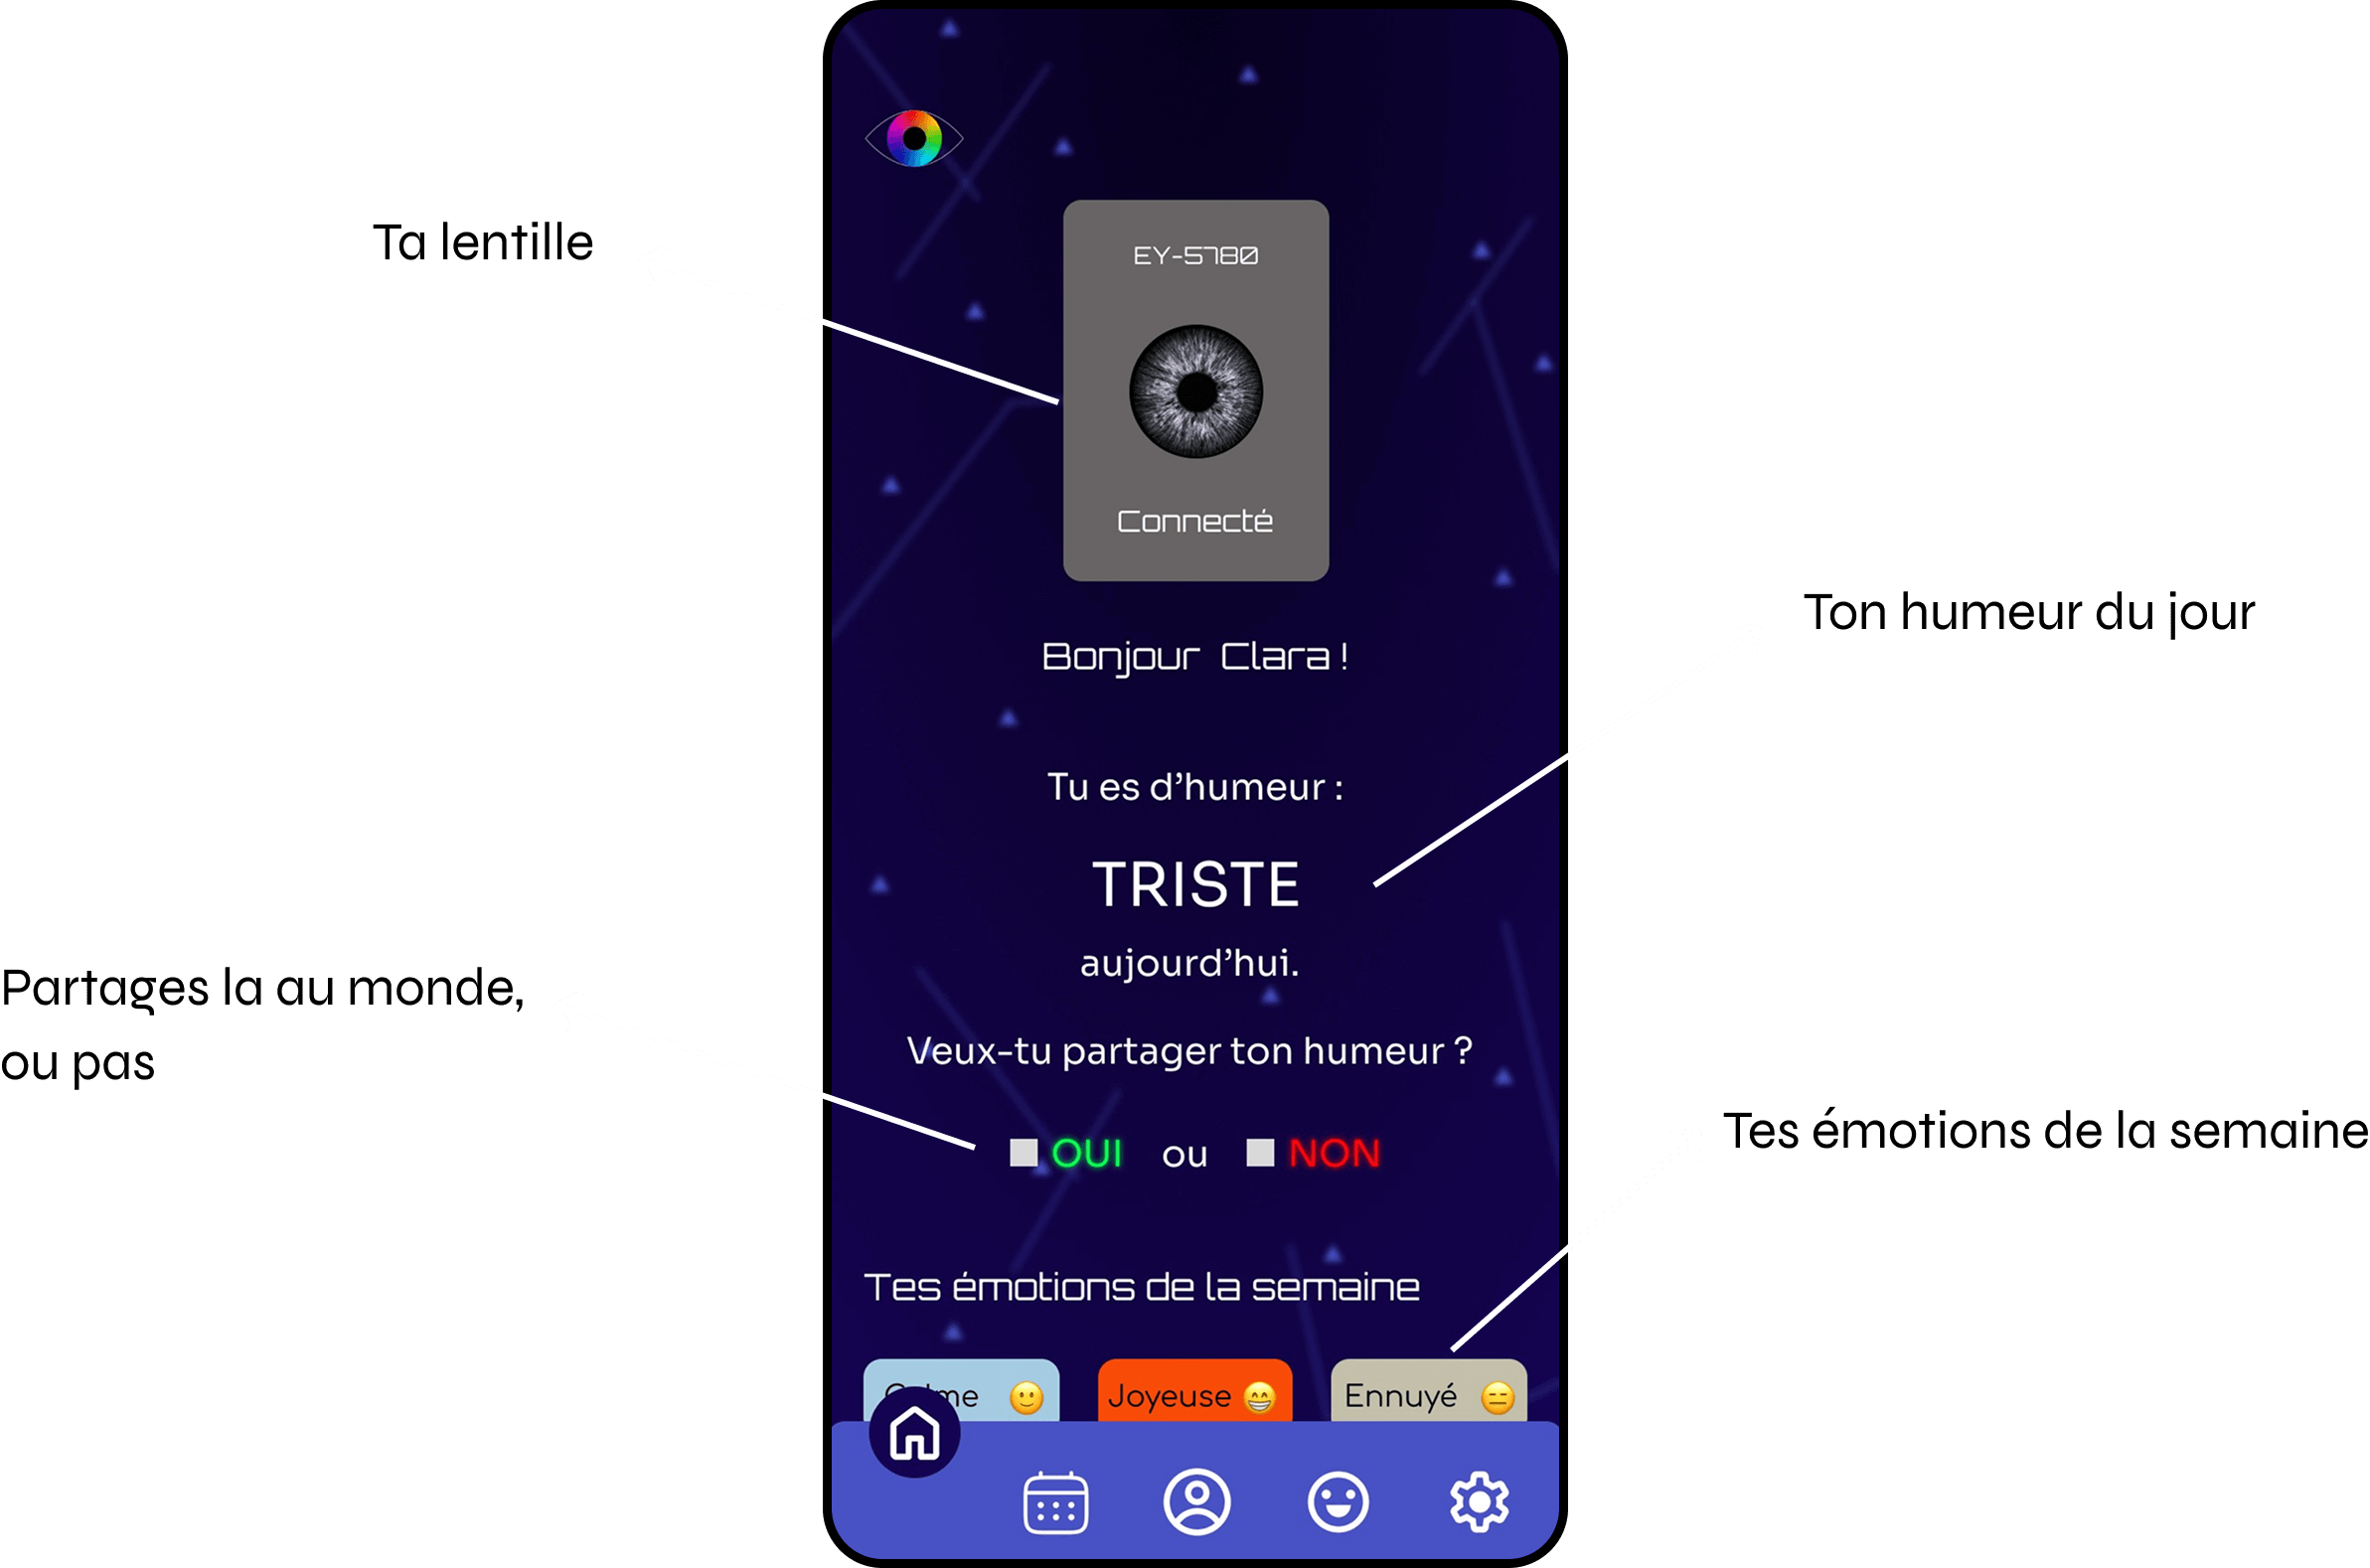 Ta lentille
EY-5780
Connecté
Bonjour Clara !
Ton humeur du jour
Tu es d'humeur :
TRISTE
aujourd'hui.
Partages la au monde,
ou pas
Veux-tu partager ton humeur ?
OUI ou NON
Tes émotions de la semaine
Tes émotions de la semaine
Joyeuse
Ennuyé